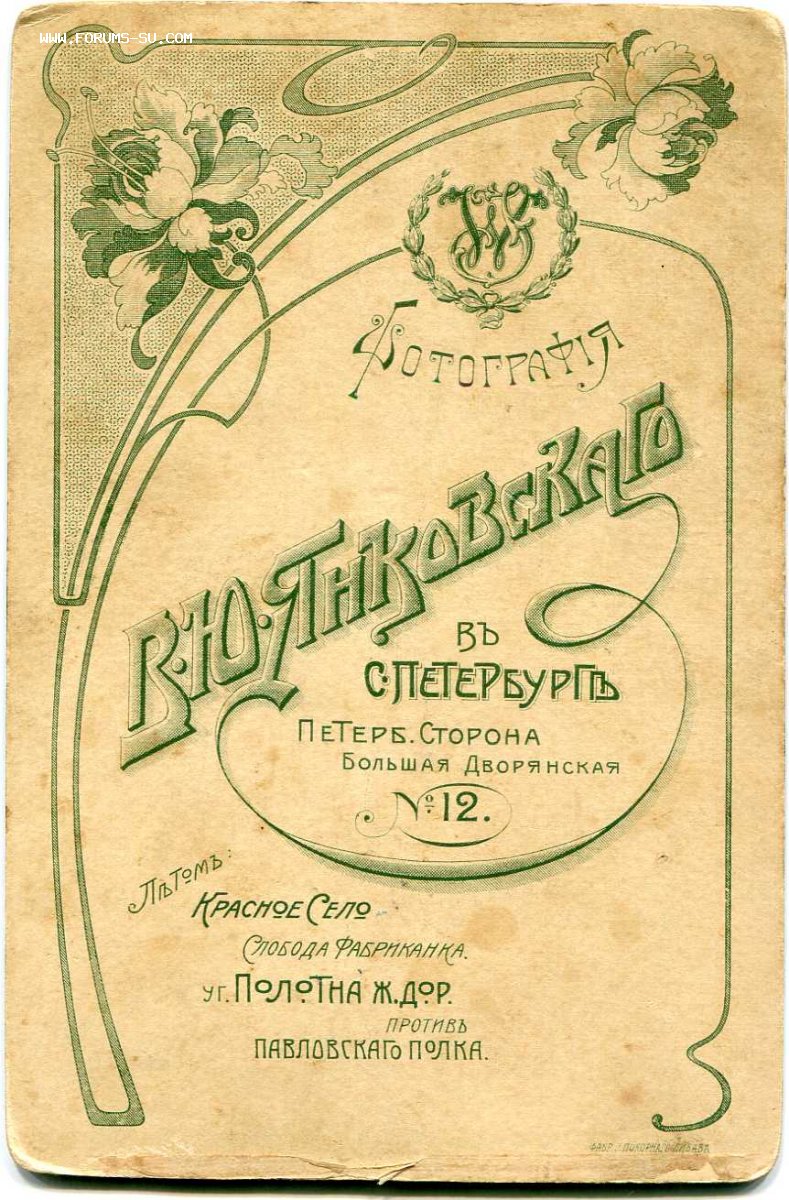 WWW.FORUMS-SU.COM
Фотографія
В.Ю.Янковскаго
въ
С.Петербургѣ
Петерб. Сторона
Большая Дворянская
№ 12.
Лѣтомъ:
Красное Село
Слобода Фабриканка.
уг. Полотна ж. дор.
противъ
Павловскаго полка.